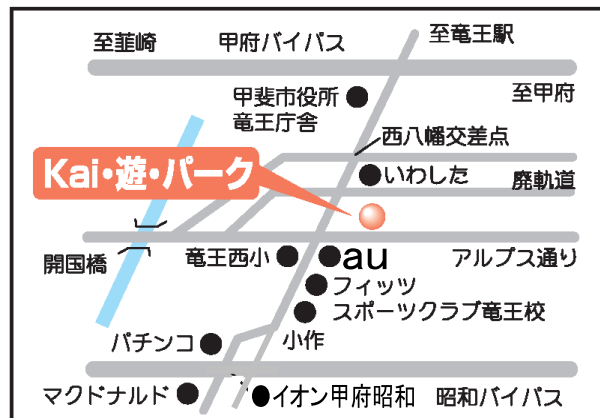 至韮崎
甲府バイパス
至竜王駅
甲斐市役所
竜王庁舎
至甲府
西八幡交差点
Kai・遊・パーク
いわした
廃軌道
開国橋
竜王西小
au
アルプス通り
フィッツ
スポーツクラブ竜王校
パチンコ
小作
マクドナルド
イオン甲府昭和
昭和バイパス